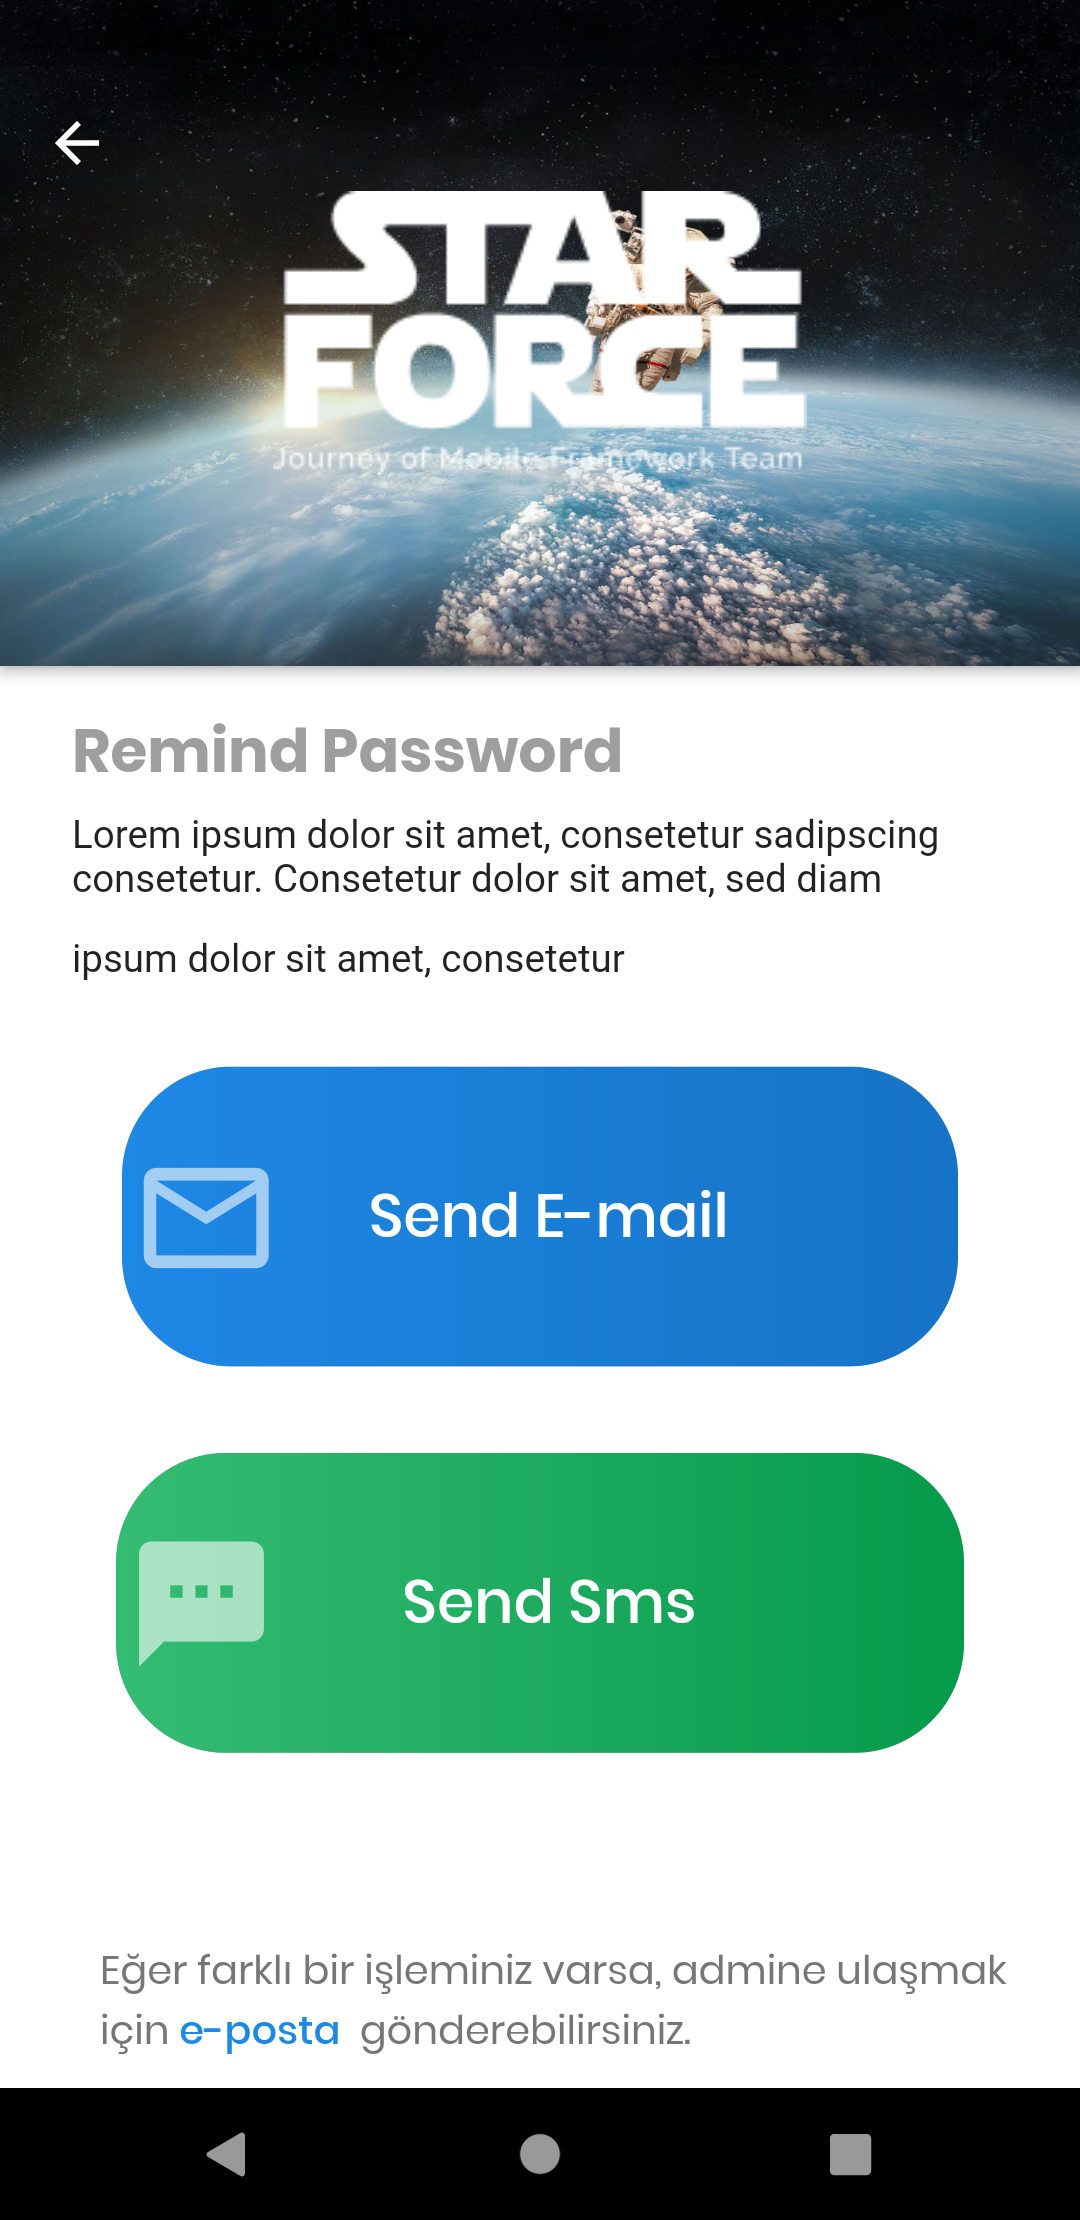 STAR
FORCE
Journey of Mobile Framework Team
Remind Password
Lorem ipsum dolor sit amet, consetetur sadipscing
consetetur. Consetetur dolor sit amet, sed diam
ipsum dolor sit amet, consetetur
Send E-mail
Send Sms
Eğer farklı bir işleminiz varsa, admine ulaşmak
için e-posta gönderebilirsiniz.